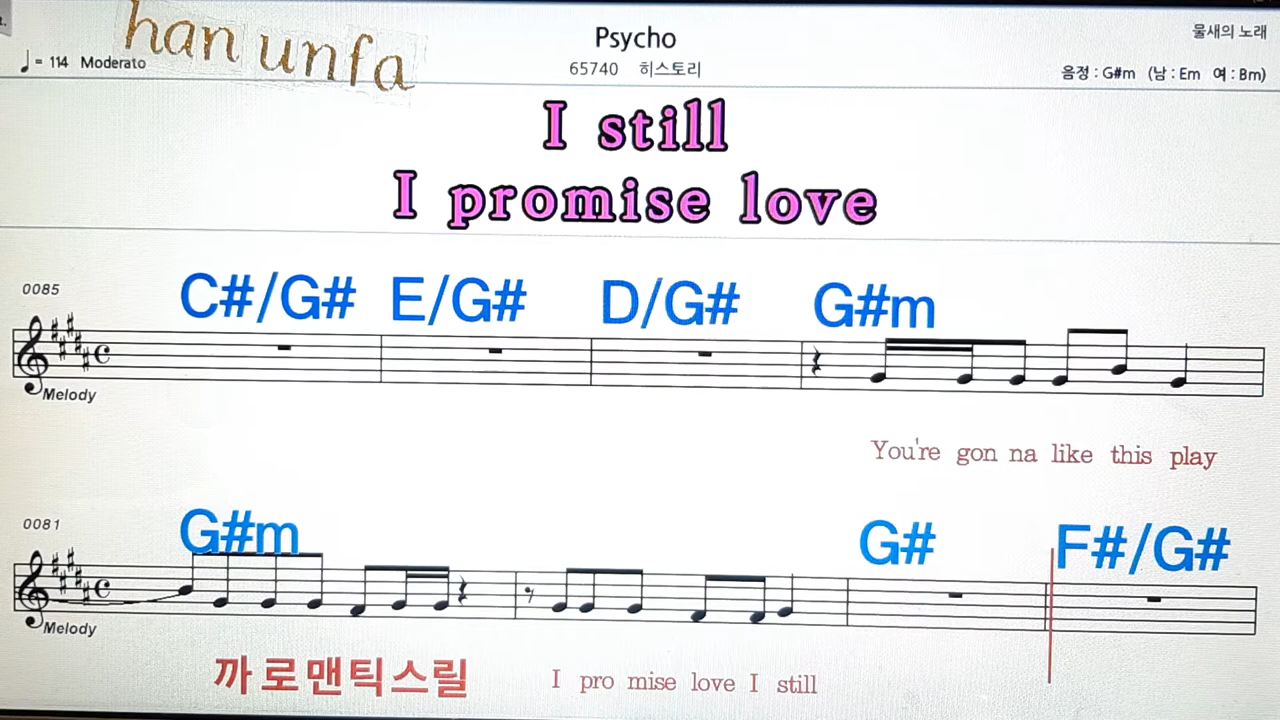 han unfa
Psycho
물새의 노래
♩= 114 Moderato
65740 히스토리
음정 : G#m (남 : Em 여 : Bm)
I still
I promise love
0085
C#/G# E/G# D/G# G#m
Melody
You're gon na like this play
0081
G#m G# F#/G#
Melody
까 로맨틱스릴 I pro mise love I still